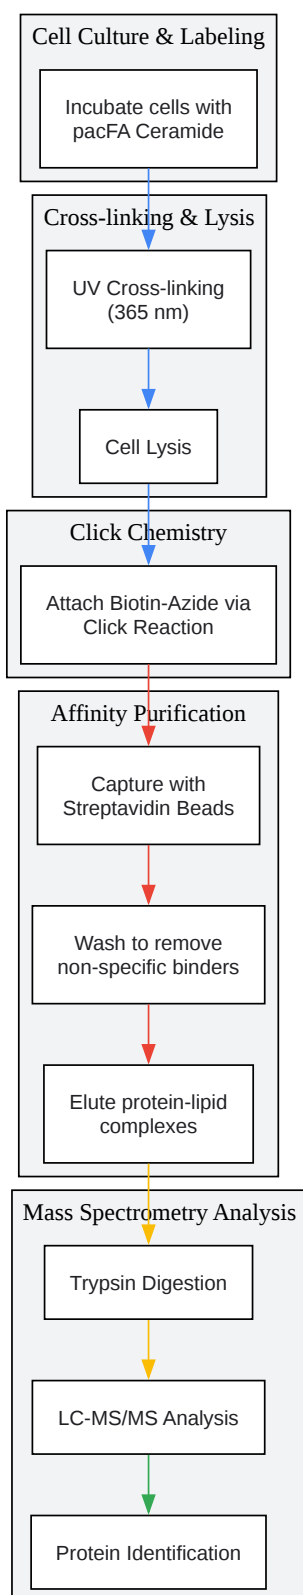 Cell Culture & Labeling
Incubate cells with
pacFA Ceramide
Cross-linking & Lysis
UV Cross-linking
(365 nm)
Cell Lysis
Click Chemistry
Attach Biotin-Azide via
Click Reaction
Affinity Purification
Capture with
Streptavidin Beads
Wash to remove
non-specific binders
Elute protein-lipid
complexes
Mass Spectrometry Analysis
Trypsin Digestion
LC-MS/MS Analysis
Protein Identification